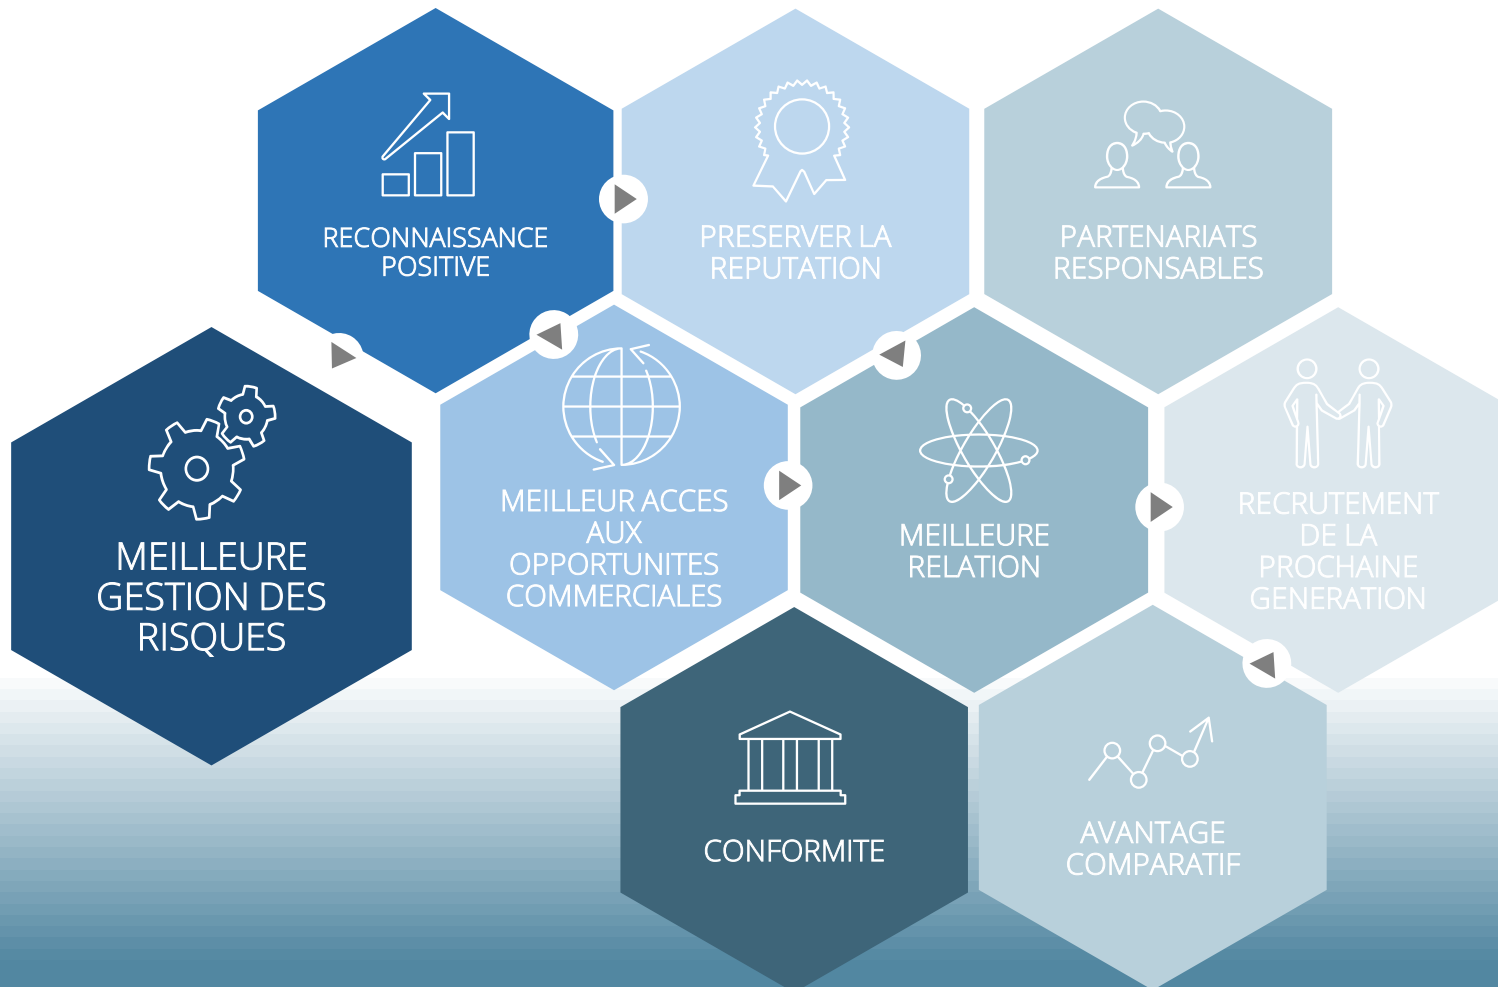 RECONNAISSANCE
POSITIVE
PRESERVER LA
REPUTATION
PARTENARIATS
RESPONSABLES
MEILLEURE
GESTION DES
RISQUES
MEILLEUR ACCES
AUX
OPPORTUNITES
COMMERCIALES
MEILLEURE
RELATION
RECRUTEMENT
DE LA
PROCHAINE
GENERATION
CONFORMITE
AVANTAGE
COMPARATIF